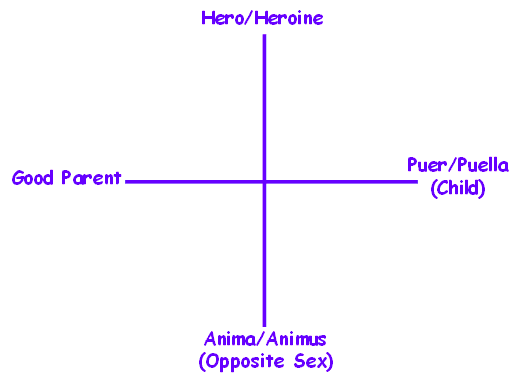 Hero/Heroine
Good Parent
Puer/Puella
(Child)
Anima/Animus
(Opposite Sex)